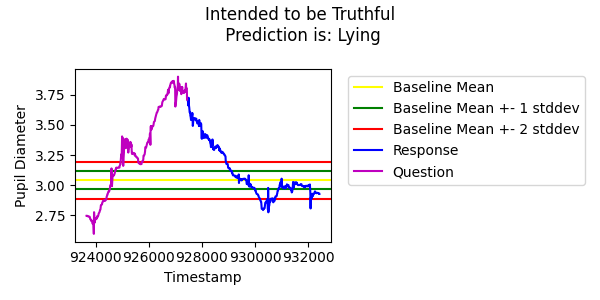 Intended to be Truthful
Prediction is: Lying
3.75
3.50
3.25
3.00
2.75
Pupil Diameter
924000 926000 928000 930000 932000
Timestamp
Baseline Mean
Baseline Mean +- 1 stddev
Baseline Mean +- 2 stddev
Response
Question